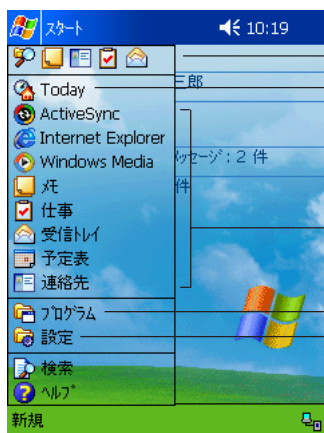 スタート 10:19
三郎
Today
ActiveSync
Internet Explorer
Windows Media
メッセージ：2 件
メモ
件
仕事
受信トレイ
予定表
連絡先
プログラム
設定
検索
ヘルプ
新規